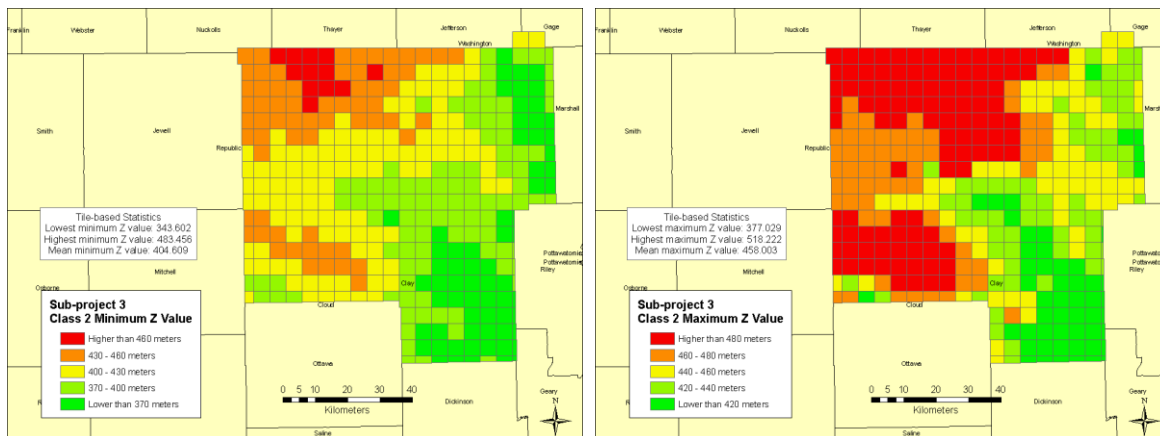 Franklin
Webster
Nuckolls
Thayer
Jefferson
Gage
Washington
Marshall
Smith
Jewell
Republic
Tile-based Statistics
Lowest minimum Z value: 343.602
Highest minimum Z value: 483.456
Mean minimum Z value: 404.609
Pottawatomie
Pottawatomie
Riley
Mitchell
Osborne
Clay
Cloud
Sub-project 3
Class 2 Minimum Z Value
Higher than 460 meters
430 - 460 meters
400 - 430 meters
370 - 400 meters
Lower than 370 meters
Ottawa
0 5 10 20 30 40
Kilometers
Dickinson
Geary
N
Saline
Franklin
Webster
Nuckolls
Thayer
Jefferson
Gage
Washington
Marsh
Smith
Jewell
Republic
Tile-based Statistics
Lowest maximum Z value: 377.029
Highest maximum Z value: 518.222
Mean maximum Z value: 458.003
Pottawatomie
Pottawatomie
Riley
Mitchell
Osborne
Clay
Cloud
Sub-project 3
Class 2 Maximum Z Value
Higher than 480 meters
460 - 480 meters
440 - 460 meters
420 - 440 meters
Lower than 420 meters
Ottawa
0 5 10 20 30 40
Kilometers
Dickinson
Geary
N
Saline